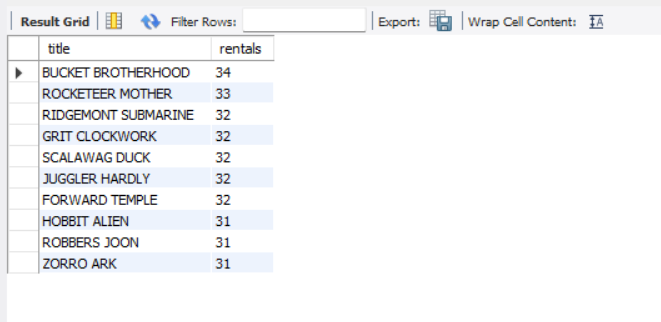 Result Grid Filter Rows: Export: Wrap Cell Content: IA
title rentals
BUCKET BROTHERHOOD 34
ROCKETEER MOTHER 33
RIDGEMONT SUBMARINE 32
GRIT CLOCKWORK 32
SCALAWAG DUCK 32
JUGGLER HARDLY 32
FORWARD TEMPLE 32
HOBBIT ALIEN 31
ROBBERS JOON 31
ZORRO ARK 31